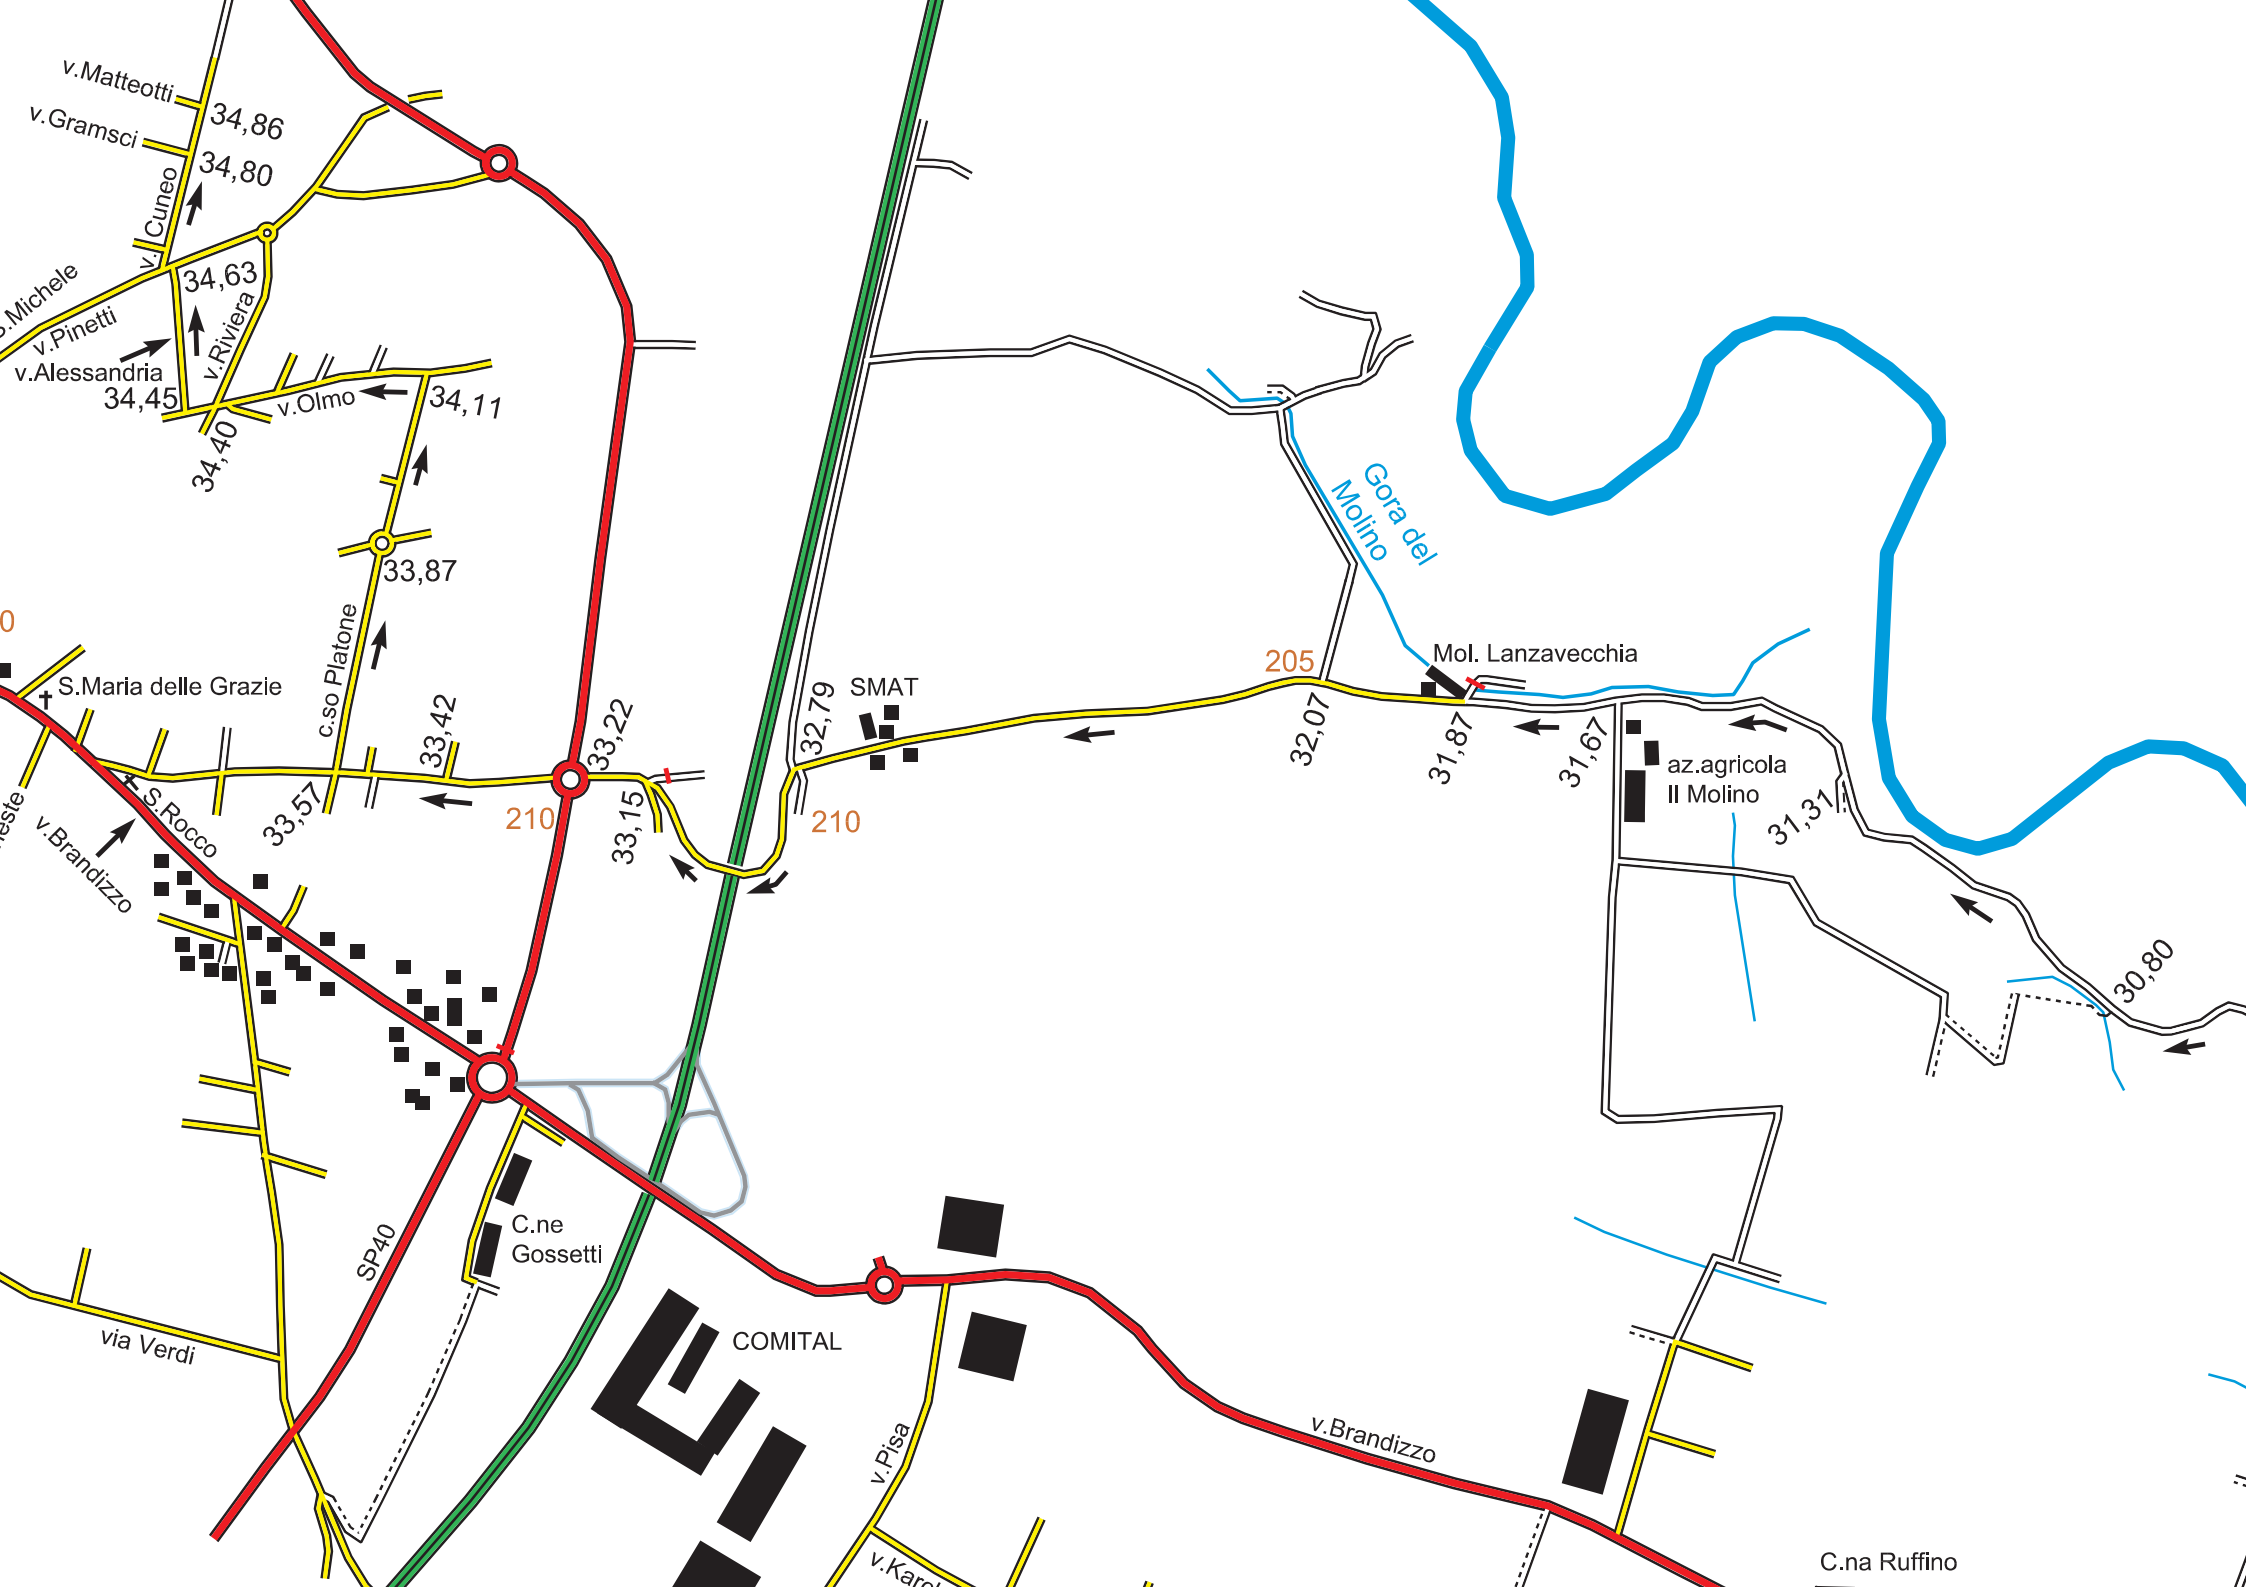 v.Matteotti
34,86
v.Gramsci
34,80
v. Cuneo
34,63
S.Michele
v.Pinetti
v.Riviera
v.Alessandria
34,45
v.Olmo
34,11
34,40
Gora del
Molino
33,87
c.so Platone
S.Maria delle Grazie
33,42
33,22
32,79
SMAT
205
Mol. Lanzavecchia
32,07
31,87
31,67
az.agricola
Il Molino
31,31
33,57
210
33,15
210
S.Rocco
v.Brandizzo
30,80
C.ne
Gossetti
SP40
via Verdi
COMITAL
v.Pisa
v.Brandizzo
C.na Ruffino